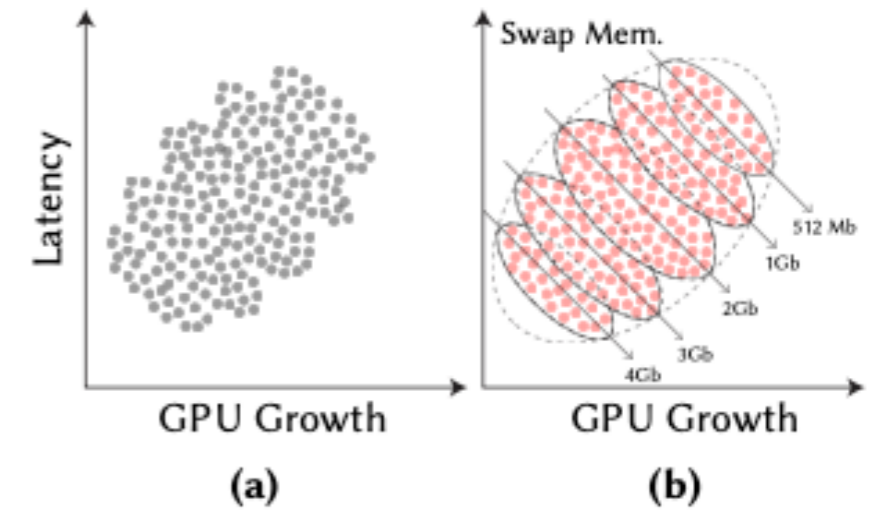 Latency
GPU Growth
(a)
Swap Mem.
512 Mb
1Gb
2Gb
3Gb
4Gb
GPU Growth
(b)